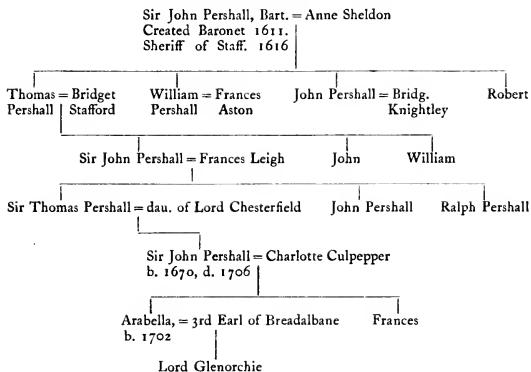 Sir John Pershall, Bart. = Anne Sheldon
Created Baronet 1611.
Sheriff of Staff. 1616
Thomas = Bridget William = Frances John Pershall = Bridg. Robert
Pershall Stafford Pershall Aston Knightley
Sir John Pershall = Frances Leigh John William
Sir Thomas Pershall = dau. of Lord Chesterfield John Pershall Ralph Pershall
Sir John Pershall = Charlotte Culpepper
b. 1670, d. 1706
Arabella, = 3rd Earl of Breadalbane Frances
b. 1702
Lord Glenorchie